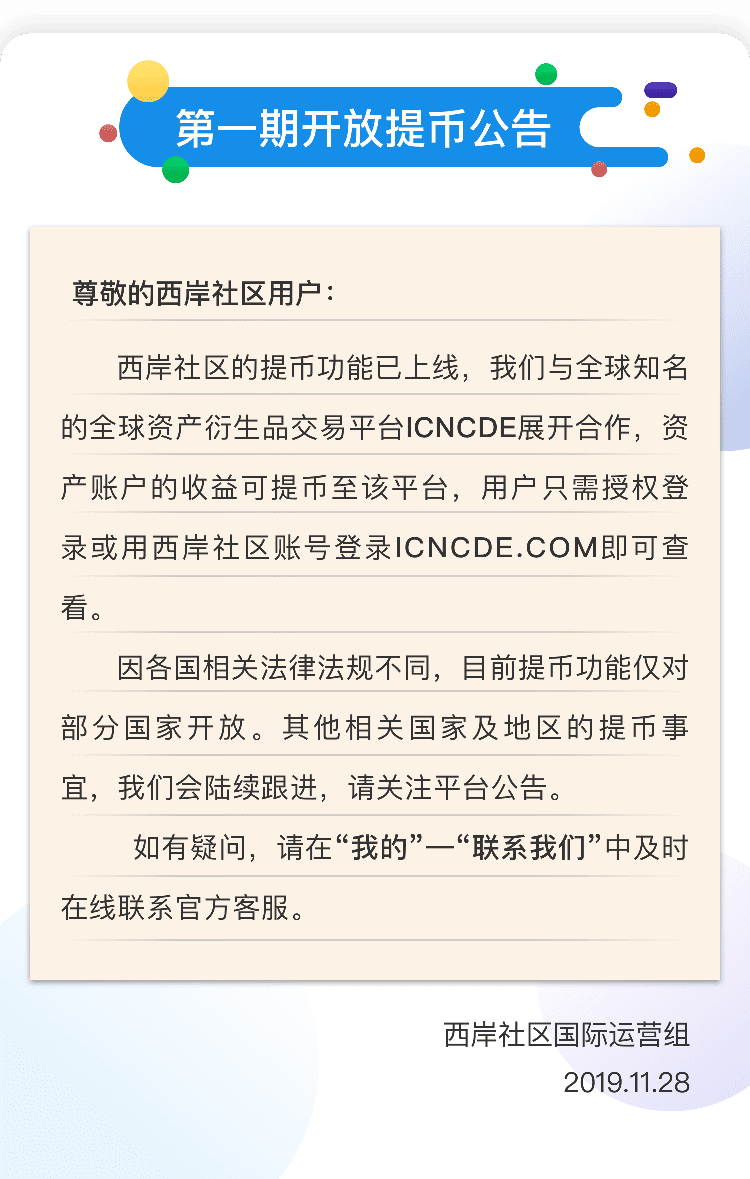 第一期开放提币公告
尊敬的西岸社区用户：
西岸社区的提币功能已上线，我们与全球知名
的全球资产衍生品交易平台ICNCDE展开合作，资
产账户的收益可提币至该平台，用户只需授权登
录或用西岸社区账号登录ICNCDE.COM即可查
看。
因各国相关法律法规不同，目前提币功能仅对
部分国家开放。其他相关国家及地区的提币事
宜，我们会陆续跟进，请关注平台公告。
如有疑问，请在“我的”—“联系我们”中及时
在线联系官方客服。
西岸社区国际运营组
2019.11.28